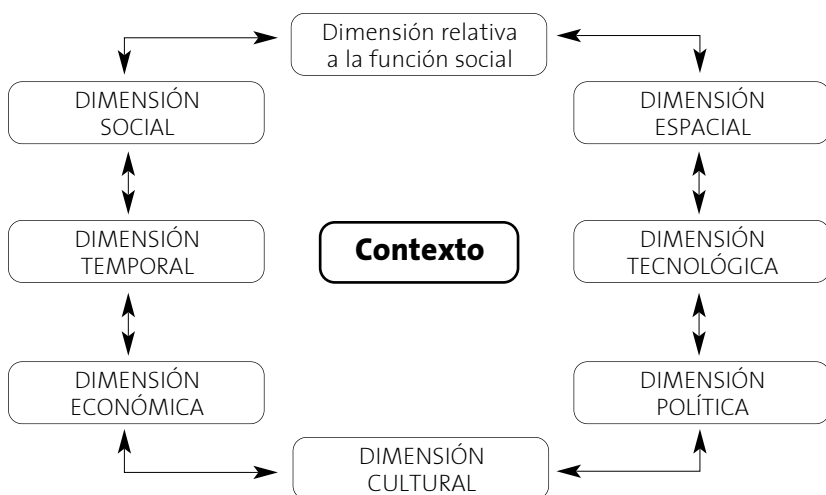 Dimensión relativa
a la función social
DIMENSIÓN
SOCIAL
DIMENSIÓN
ESPACIAL
DIMENSIÓN
TEMPORAL
Contexto
DIMENSIÓN
TECNOLÓGICA
DIMENSIÓN
ECONÓMICA
DIMENSIÓN
POLÍTICA
DIMENSIÓN
CULTURAL